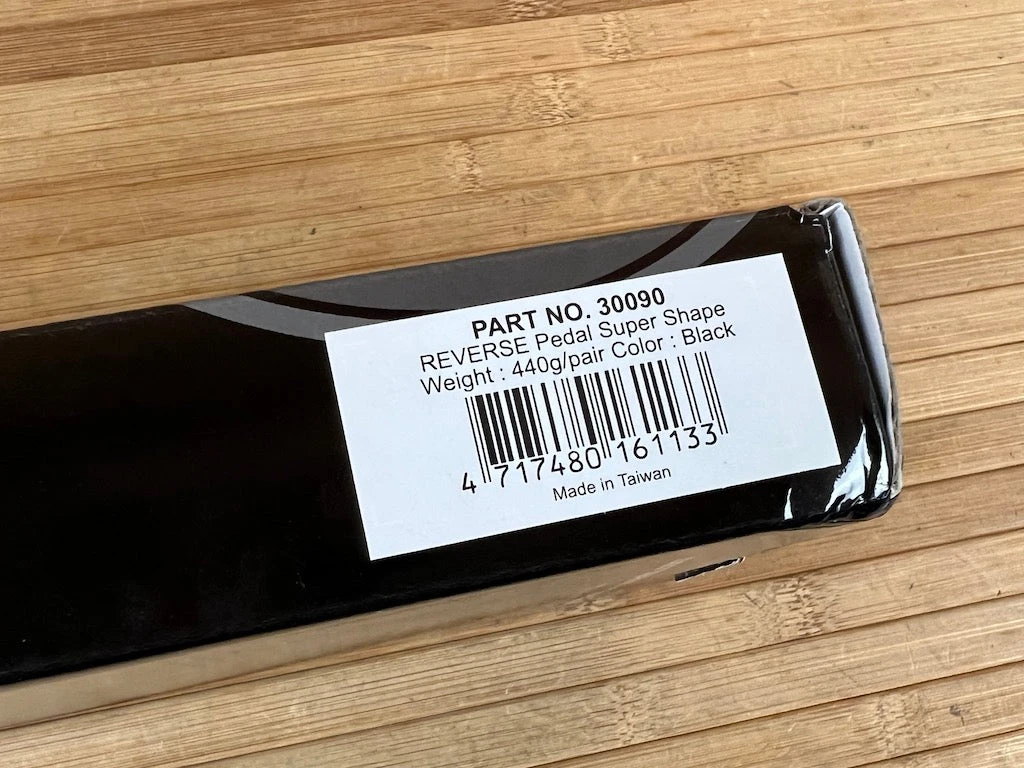 PART NO. 30090
REVERSE Pedal Super Shape
Weight : 440g/pair Color : Black
4 717480 161133
Made in Taiwan